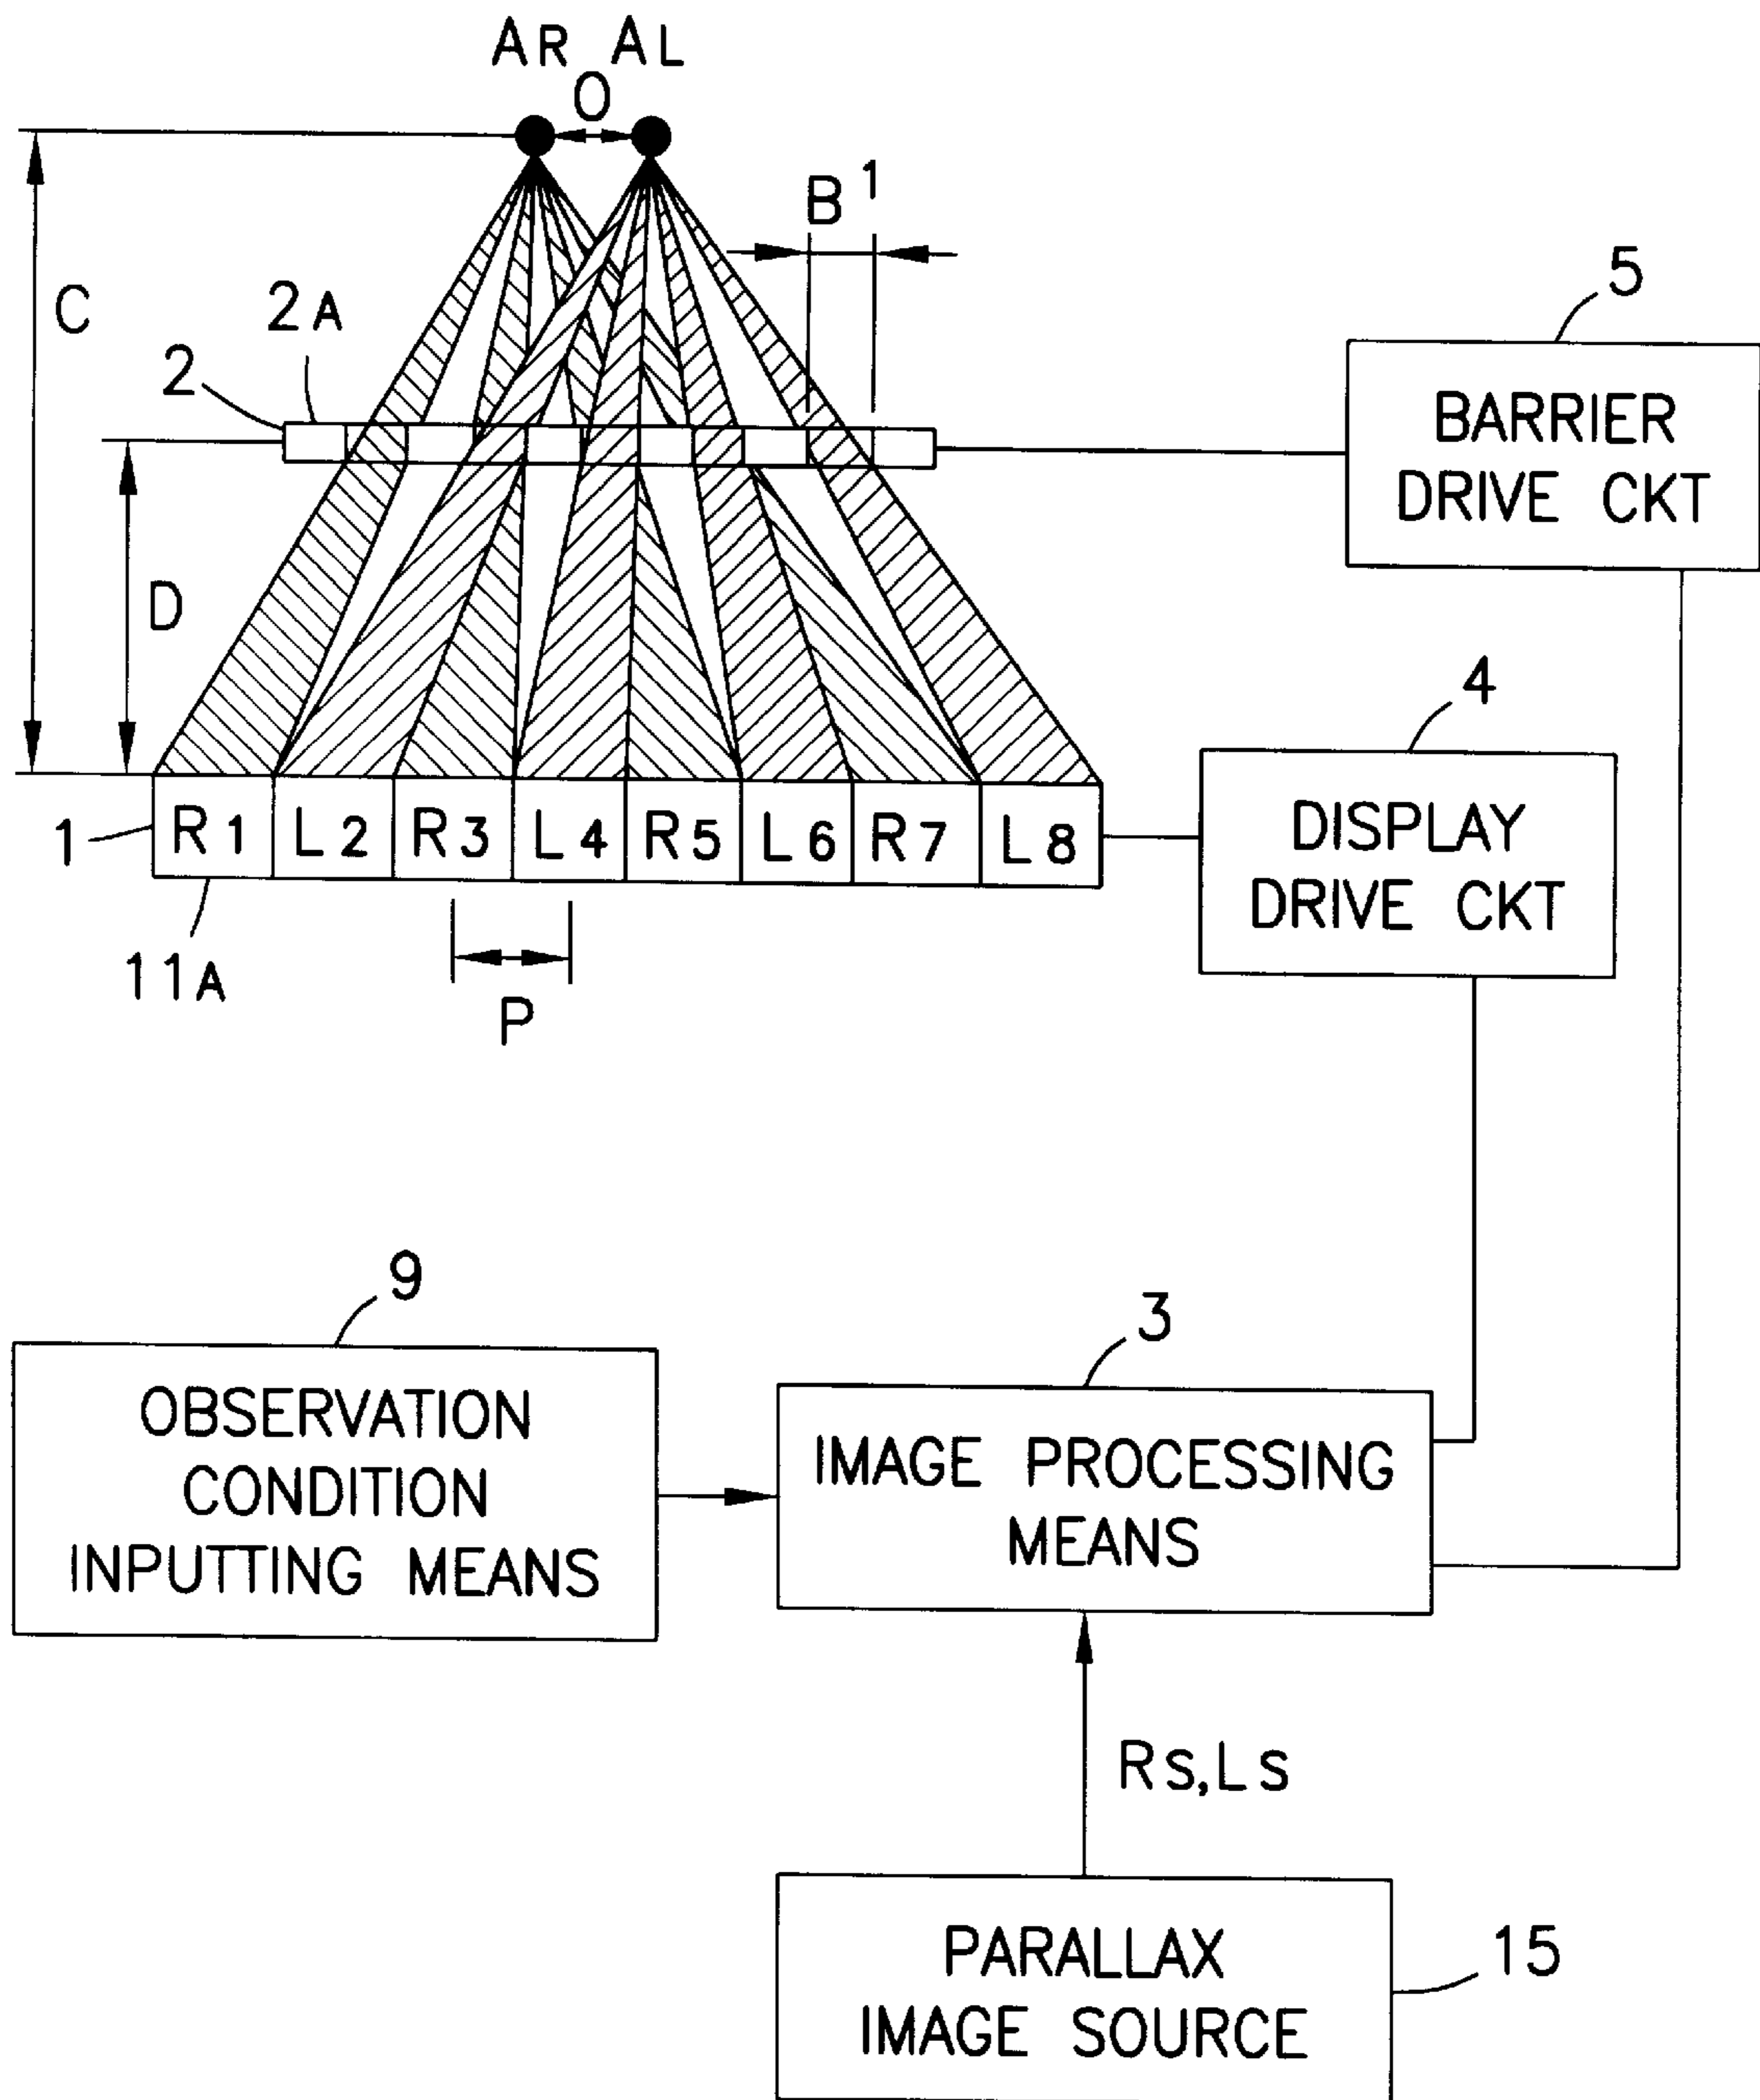 AR AL
O
B1
C
2A
2
5
BARRIER
DRIVE CKT
D
4
1
R1 L2 R3 L4 R5 L6 R7 L8
DISPLAY
DRIVE CKT
11A
P
9
3
OBSERVATION
CONDITION
INPUTTING MEANS
IMAGE PROCESSING
MEANS
Rs,Ls
PARALLAX
IMAGE SOURCE
15